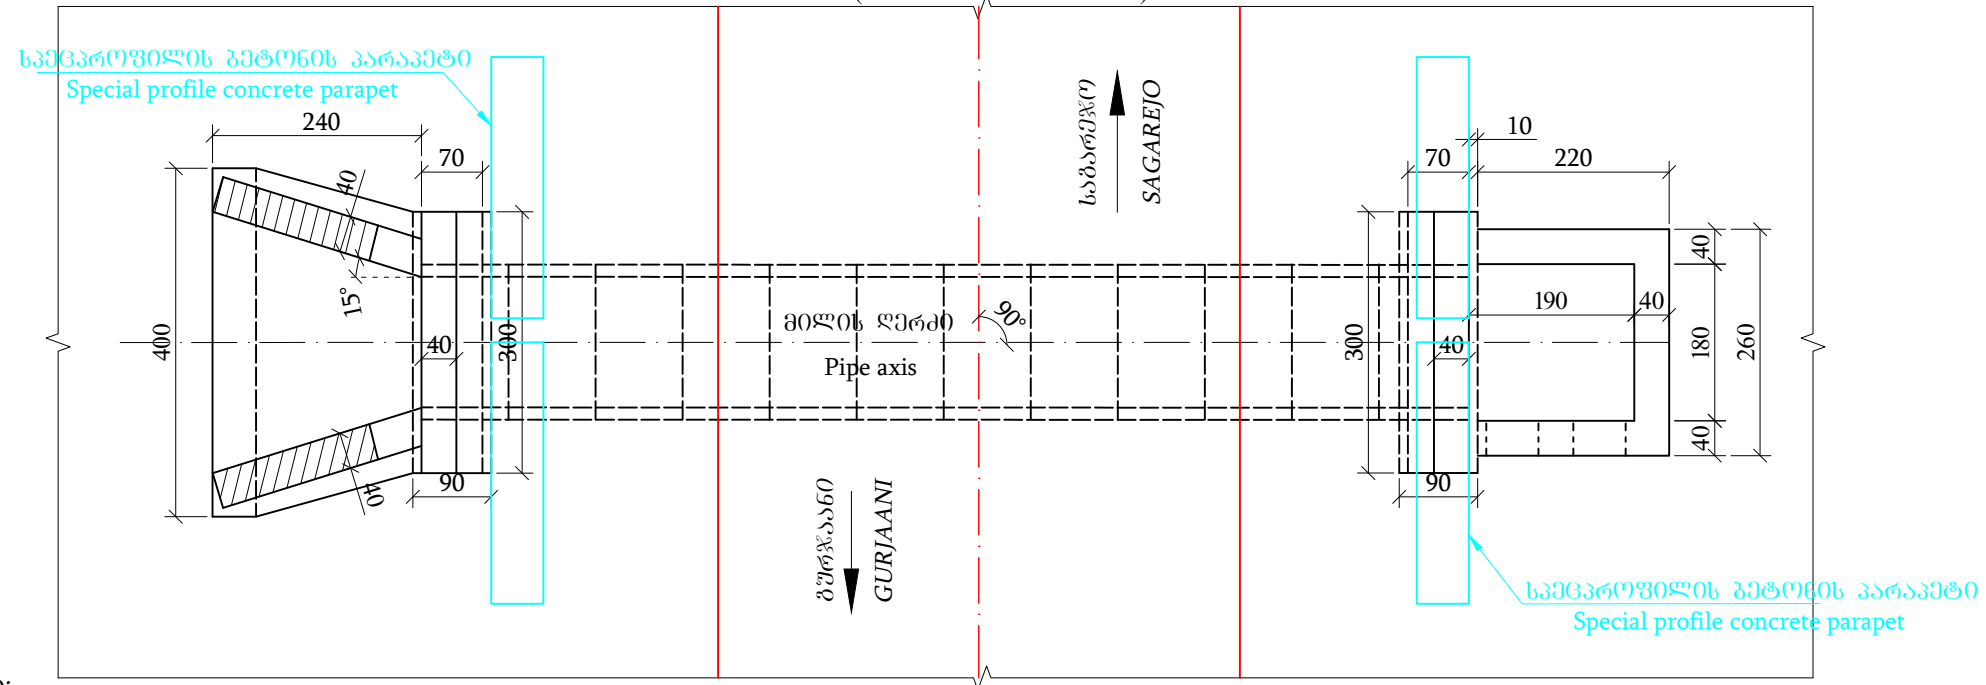 სპეცპროფილის ბეტონის პარაპეტი
Special profile concrete parapet
240
70
40
15°
400
40
300
90
40
საგარეჯო
SAGAREJO
მილის ღერძი
Pipe axis
90°
გურჯაანი
GURJAANI
10
70
220
300
40
190
40
40
180
260
40
90
სპეცპროფილის ბეტონის პარაპეტი
Special profile concrete parapet